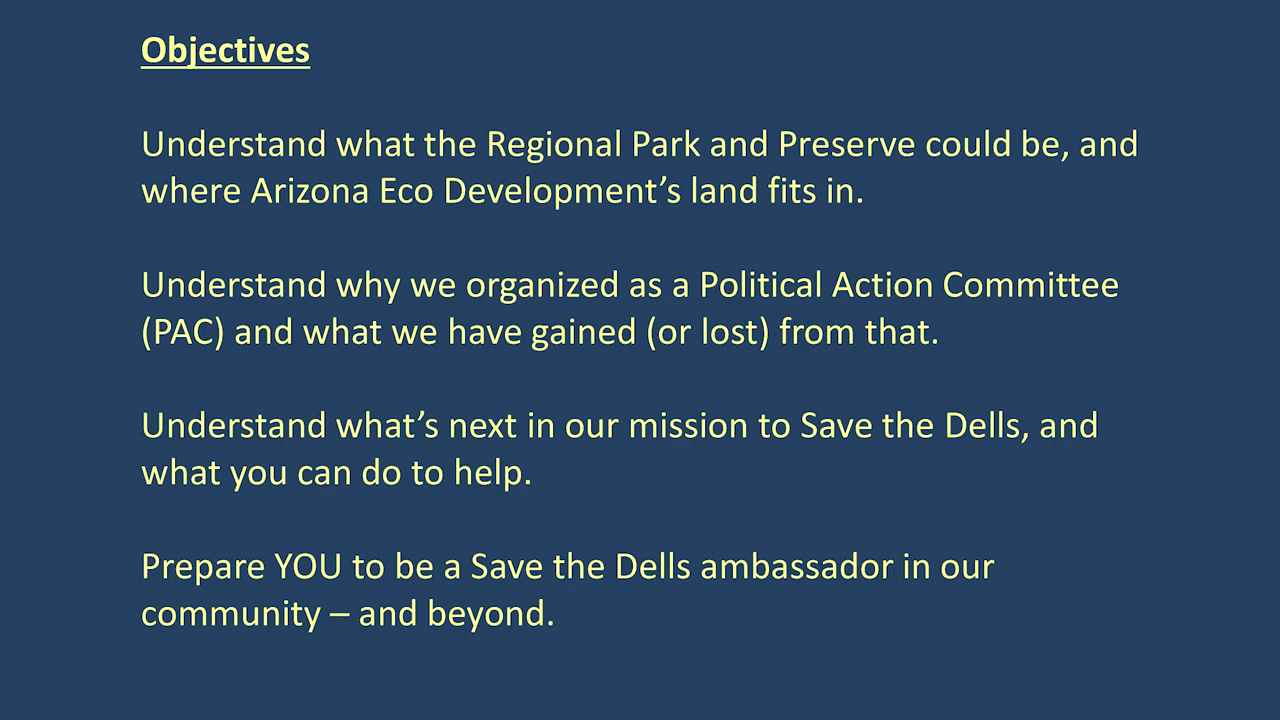 Objectives
Understand what the Regional Park and Preserve could be, and
where Arizona Eco Development’s land fits in.
Understand why we organized as a Political Action Committee
(PAC) and what we have gained (or lost) from that.
Understand what’s next in our mission to Save the Dells, and
what you can do to help.
Prepare YOU to be a Save the Dells ambassador in our
community – and beyond.